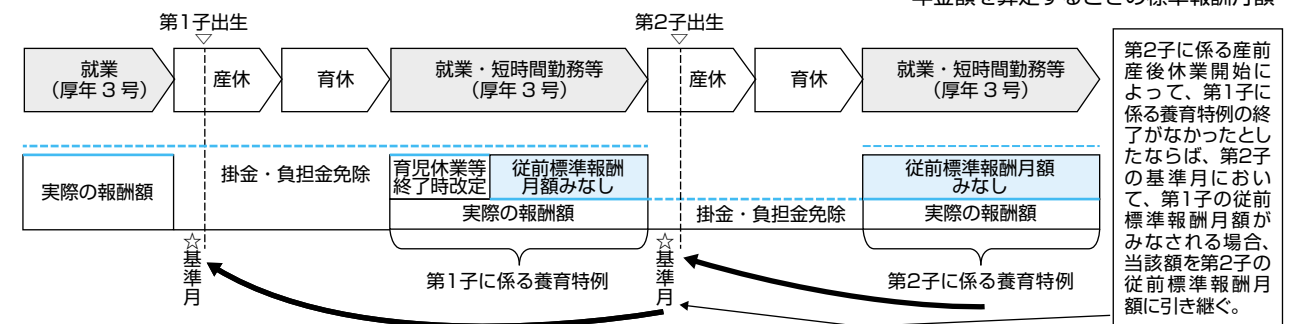 年金額を算定するときの標準報酬月額
第1子出生
第2子出生
就業
（厚年3号）
産休
育休
就業・短時間勤務等
（厚年3号）
産休
育休
就業・短時間勤務等
（厚年3号）
実際の報酬額
掛金・負担金免除
育児休業等
終了時改定
従前標準報酬
月額みなし
実際の報酬額
掛金・負担金免除
従前標準報酬月額
みなし
実際の報酬額
☆基準月
第1子に係る養育特例
☆基準月
第2子に係る養育特例
第2子に係る産前
産後休業開始に
よって、第1子に
係る養育特例の終
了がなかったとし
たならば、第2子
の基準月におい
て、第1子の従前
標準報酬月額が
みなされる場合、
当該額を第2子の
従前標準報酬月
額に引き継ぐ。